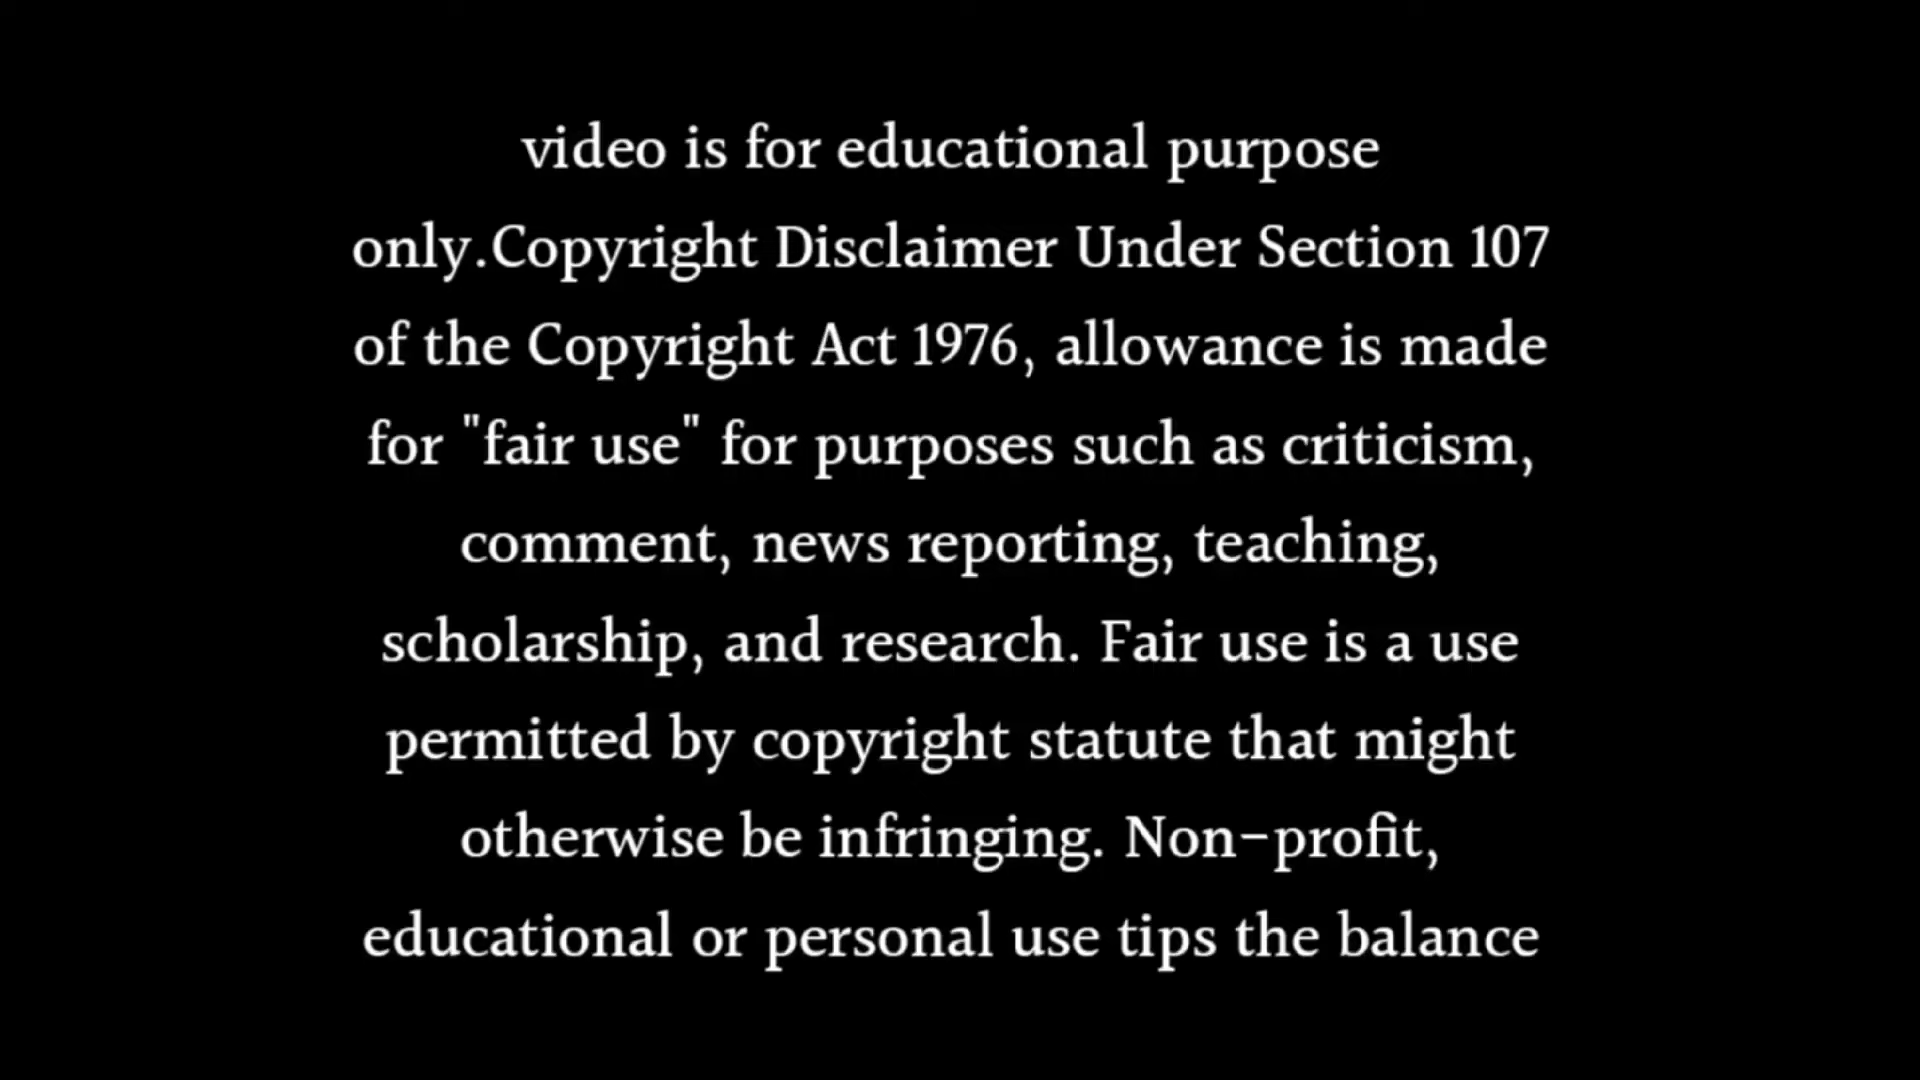 video is for educational purpose
only.Copyright Disclaimer Under Section 107
of the Copyright Act 1976, allowance is made
for "fair use" for purposes such as criticism,
comment, news reporting, teaching,
scholarship, and research. Fair use is a use
permitted by copyright statute that might
otherwise be infringing. Non-profit,
educational or personal use tips the balance